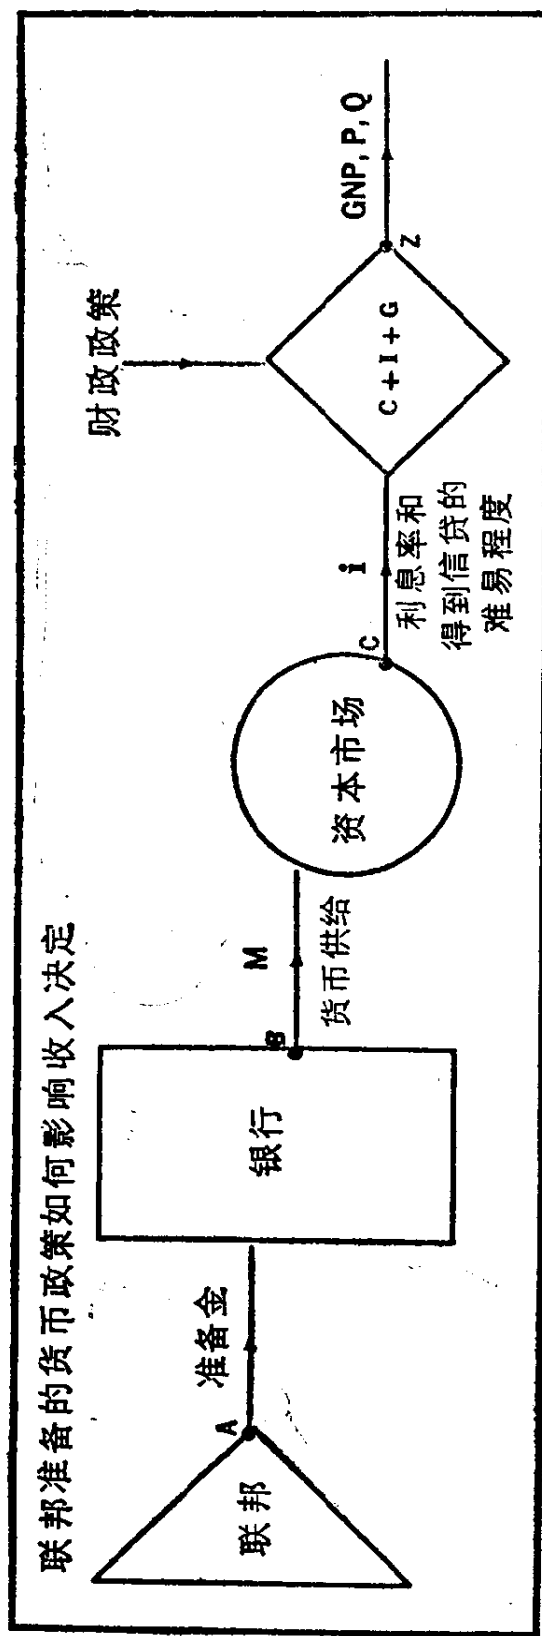 联邦准备的货币政策如何影响收入决定
联邦
A
准备金
银行
B
M
货币供给
资本市场
C
i
利息率和
得到信贷的
难易程度
财政政策
C+I+G
Z
GNP, P, Q